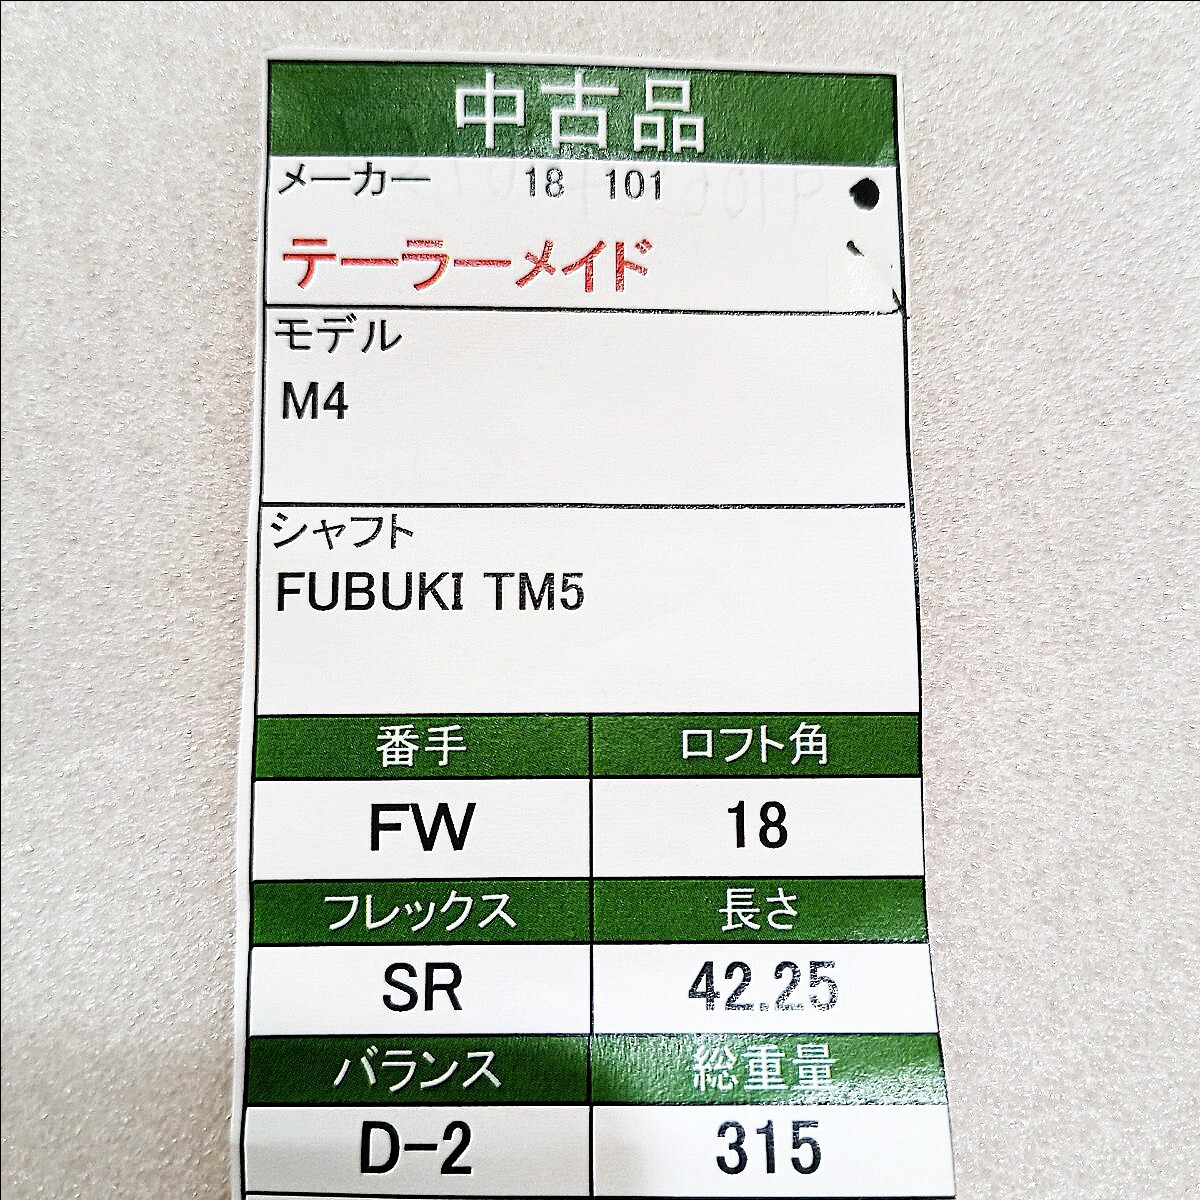 中古品
メーカー 18 101
テーラーメイド
モデル
M4
シャフト
FUBUKI TM5
番手 ロフト角
FW 18
フレックス 長さ
SR 42.25
バランス 総重量
D-2 315